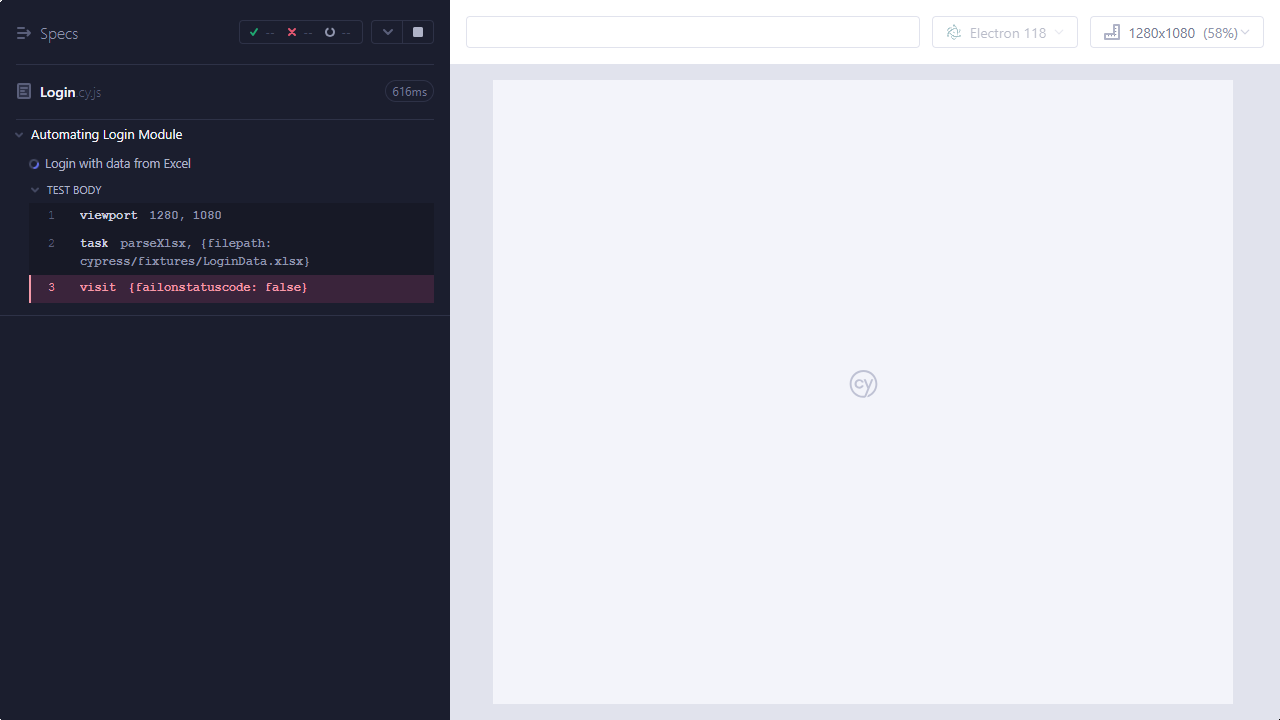 Specs
--
--
--
Login.cy.js
616ms
Automating Login Module
Login with data from Excel
TEST BODY
1 viewport 1280, 1080
2 task parseXlsx, {filepath:
cypress/fixtures/LoginData.xlsx}
3 visit {failonstatuscode: false}
Electron 118
1280x1080 (58%)
cy